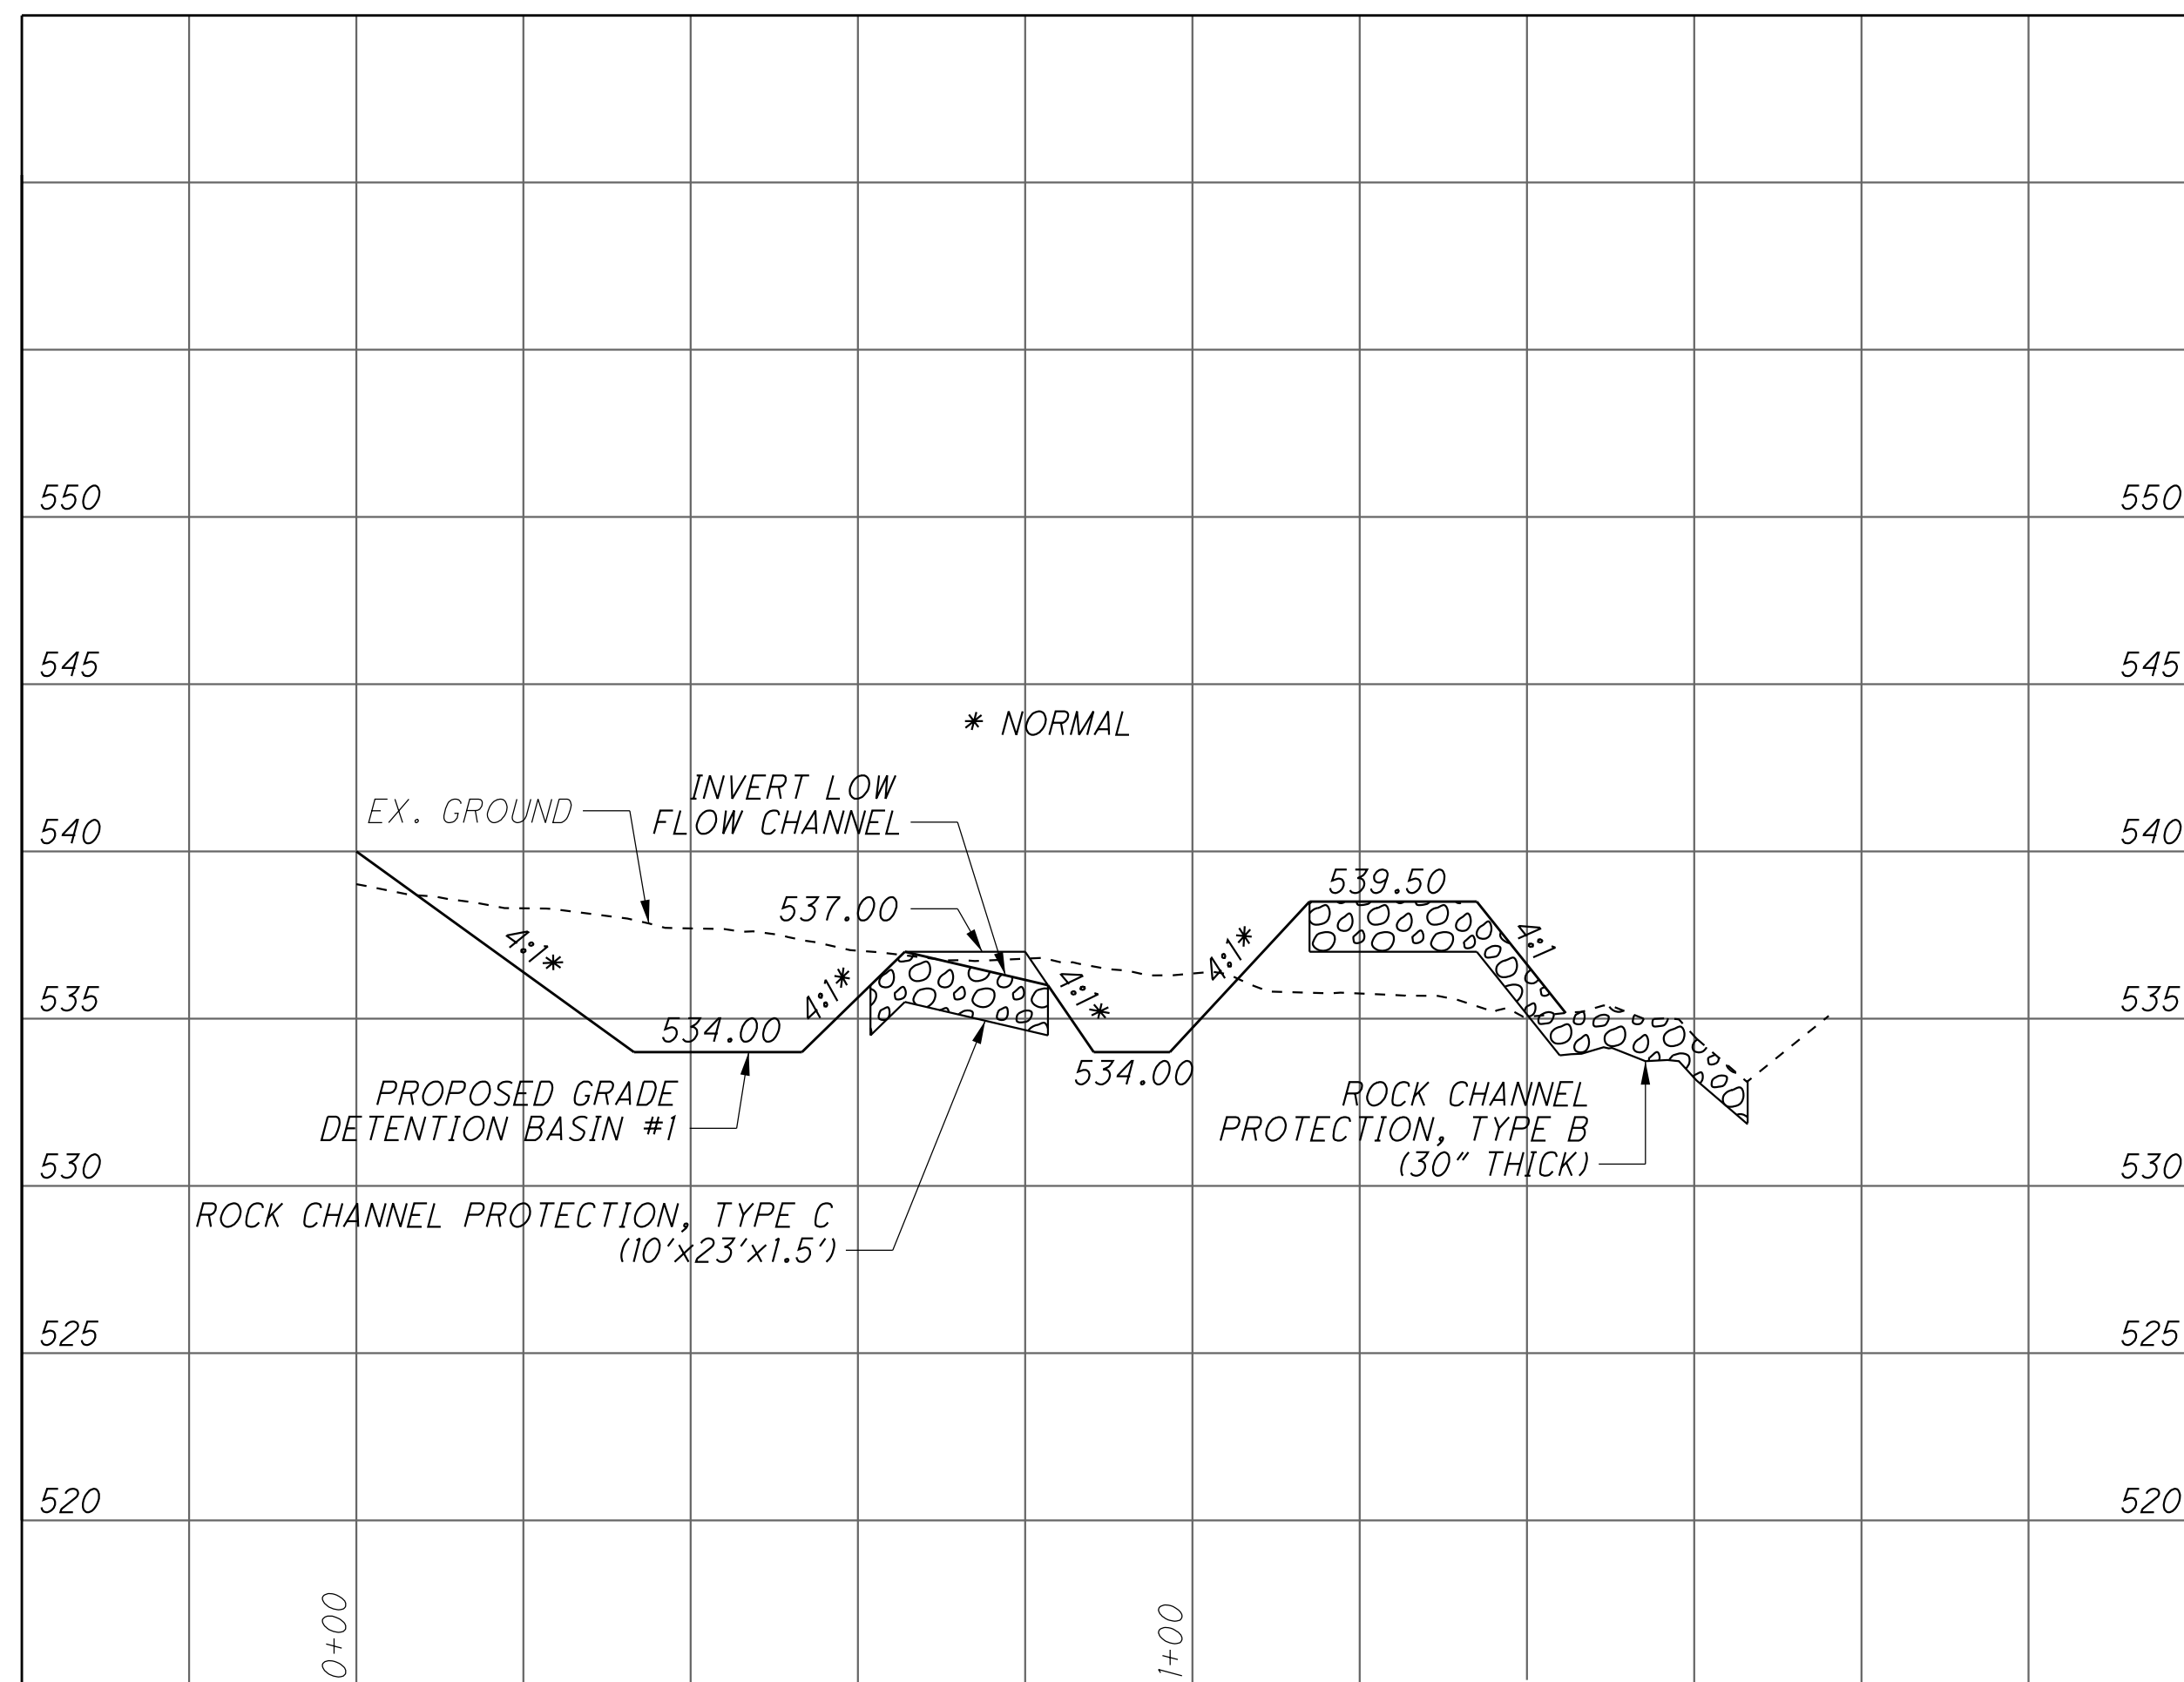 550 550
545 545
* NORMAL
INVERT LOW
FLOW CHANNEL
EX. GROUND
540 540
539.50
537.00
4:1*
4:1*
4:1*
4:1*
4:1
535 535
534.00
534.00
PROPOSED GRADE
DETENTION BASIN #1
ROCK CHANNEL
PROTECTION, TYPE B
(30" THICK)
530 530
ROCK CHANNEL PROTECTION, TYPE C
(10'x23'x1.5')
525 525
520 520
0+00
1+00